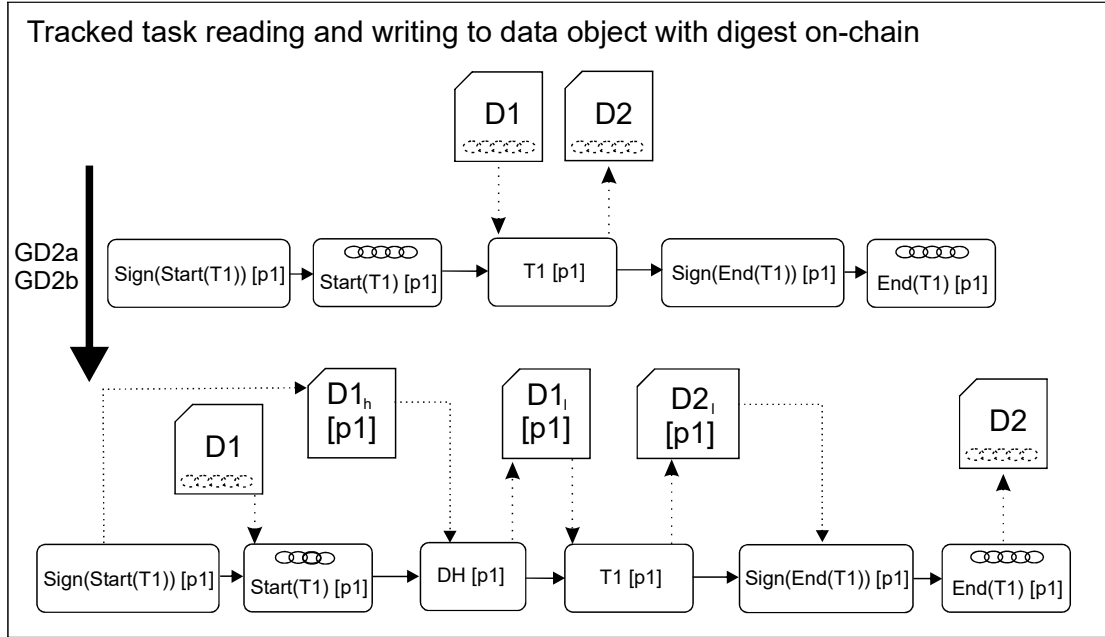 Tracked task reading and writing to data object with digest on-chain
D1
D2
GD2a
GD2b
Sign(Start(T1)) [p1]
Start(T1) [p1]
T1 [p1]
Sign(End(T1)) [p1]
End(T1) [p1]
D1
D1h
[p1]
D1l
[p1]
D2l
[p1]
D2
Sign(Start(T1)) [p1]
Start(T1) [p1]
DH [p1]
T1 [p1]
Sign(End(T1)) [p1]
End(T1) [p1]